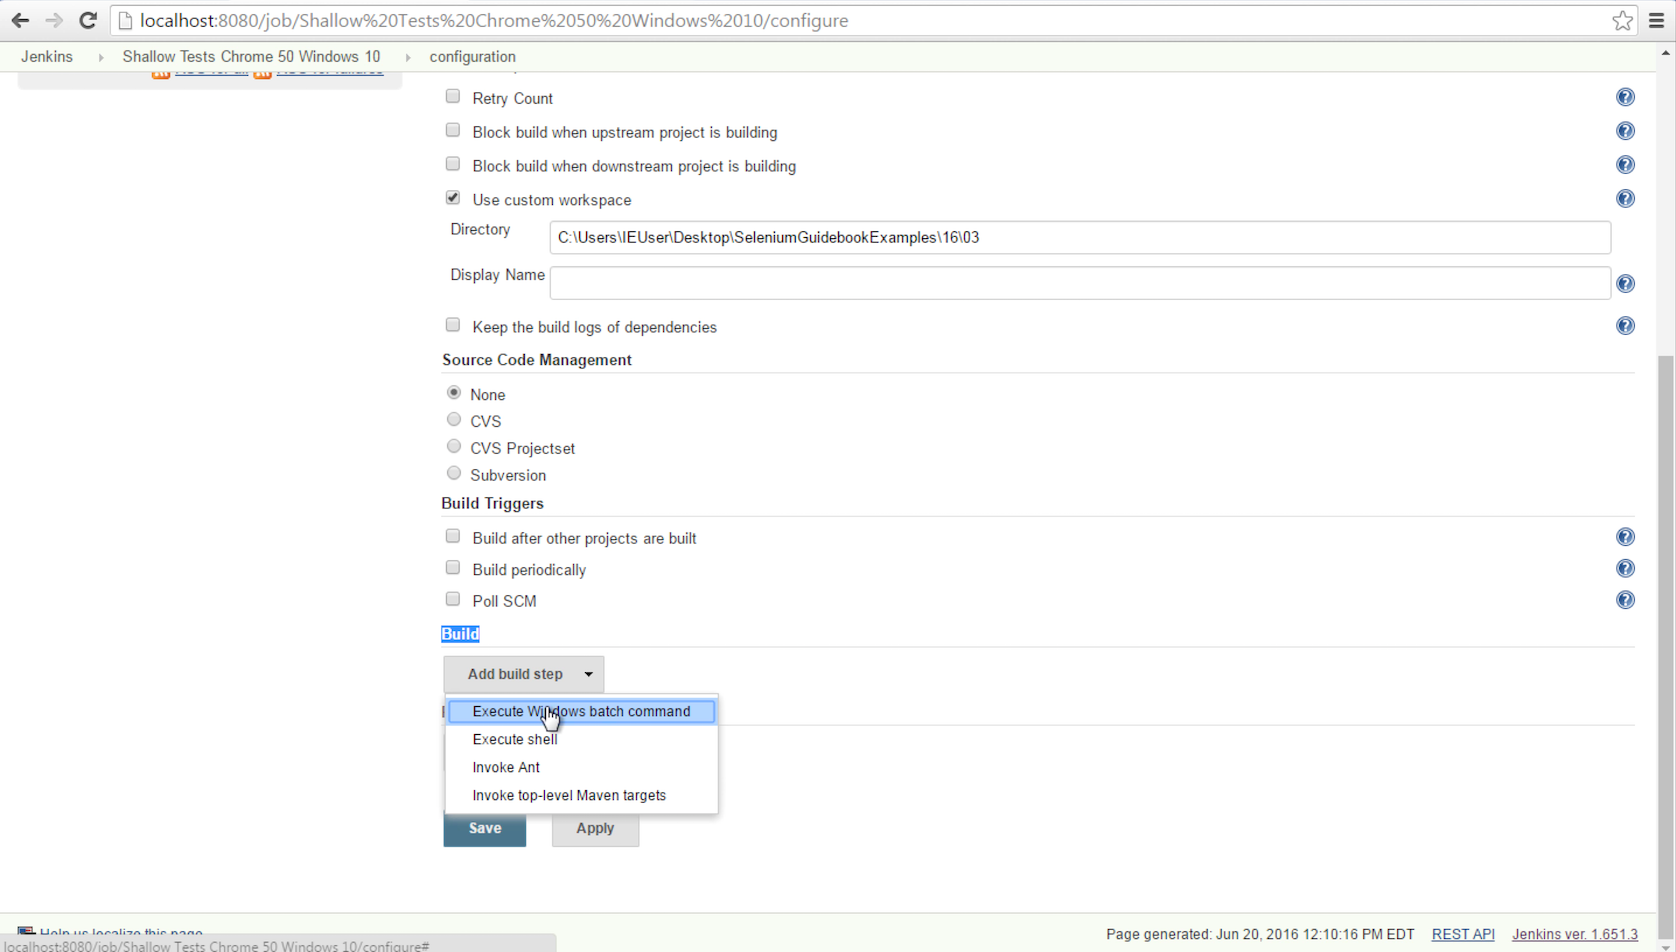 localhost:8080/job/Shallow%20Tests%20Chrome%2050%20Windows%2010/configure
Jenkins Shallow Tests Chrome 50 Windows 10 configuration
Retry Count
Block build when upstream project is building
Block build when downstream project is building
Use custom workspace
Directory C:\Users\IEUser\Desktop\SeleniumGuidebookExamples\16\03
Display Name
Keep the build logs of dependencies
Source Code Management
None
CVS
CVS Projectset
Subversion
Build Triggers
Build after other projects are built
Build periodically
Poll SCM
Build
Add build step
Execute Windows batch command
Execute shell
Invoke Ant
Invoke top-level Maven targets
Save Apply
Help us localize this page
Page generated: Jun 20, 2016 12:10:16 PM EDT REST API Jenkins ver. 1.651.3
localhost:8080/job/Shallow Tests Chrome 50 Windows 10/configure#